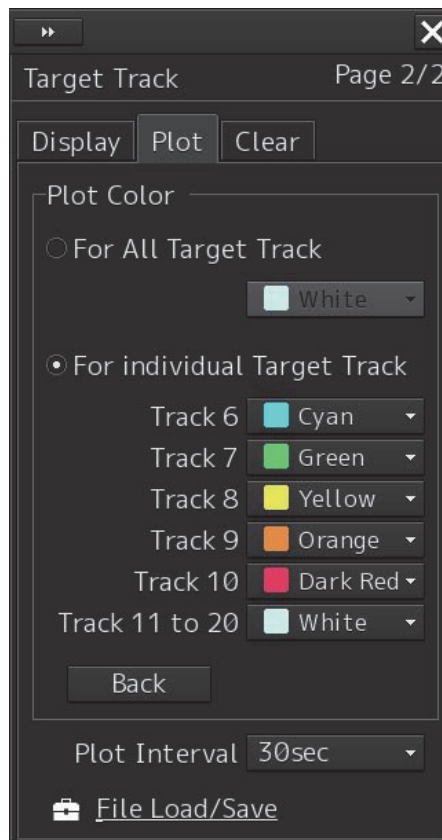 Target Track Page 2/2
Display Plot Clear
Plot Color
For All Target Track
White
For individual Target Track
Track 6 Cyan
Track 7 Green
Track 8 Yellow
Track 9 Orange
Track 10 Dark Red
Track 11 to 20 White
Back
Plot Interval 30sec
File Load/Save